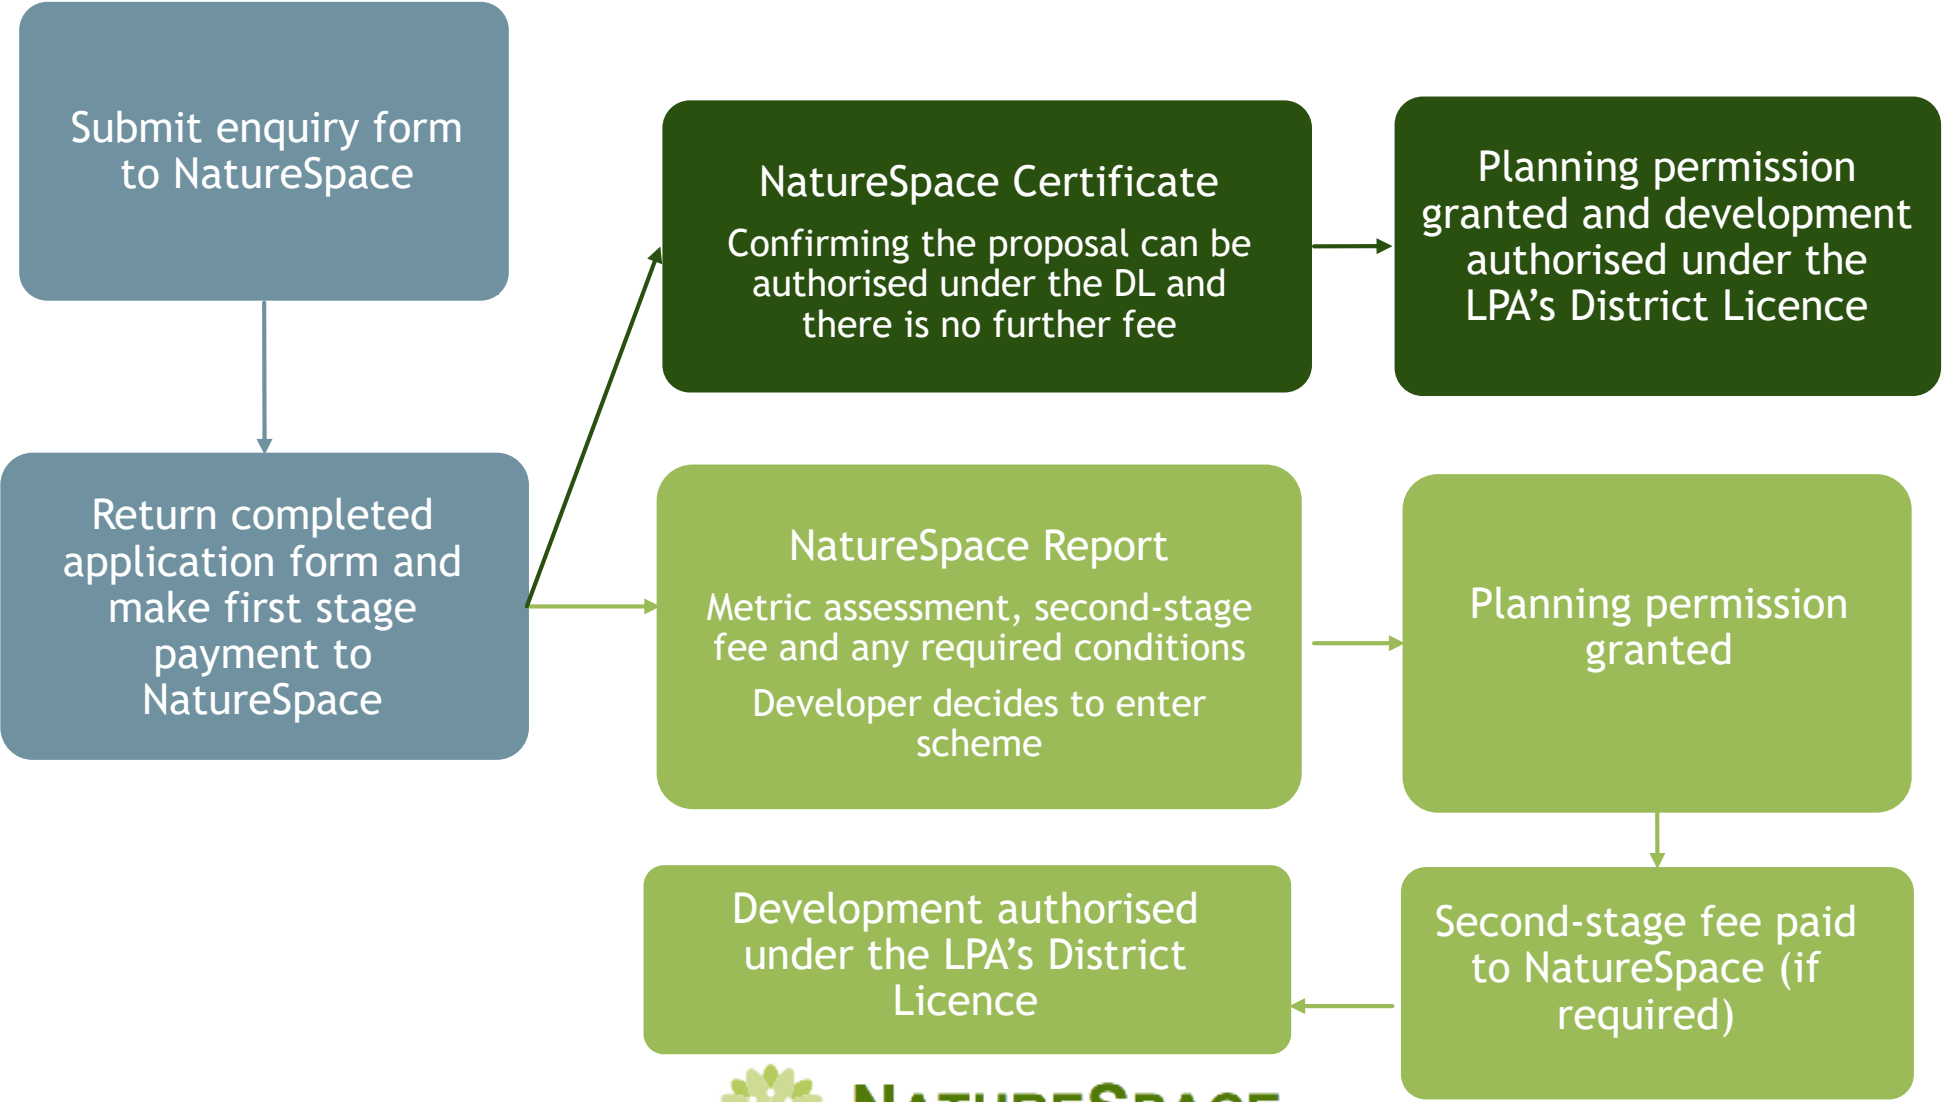 Submit enquiry form
to NatureSpace
Return completed
application form and
make first stage
payment to
NatureSpace
NatureSpace Certificate
Confirming the proposal can be
authorised under the DL and
there is no further fee
Planning permission
granted and development
authorised under the
LPA’s District Licence
NatureSpace Report
Metric assessment, second-stage
fee and any required conditions
Developer decides to enter
scheme
Planning permission
granted
Second-stage fee paid
to NatureSpace (if
required)
Development authorised
under the LPA’s District
Licence
NATURESPACE